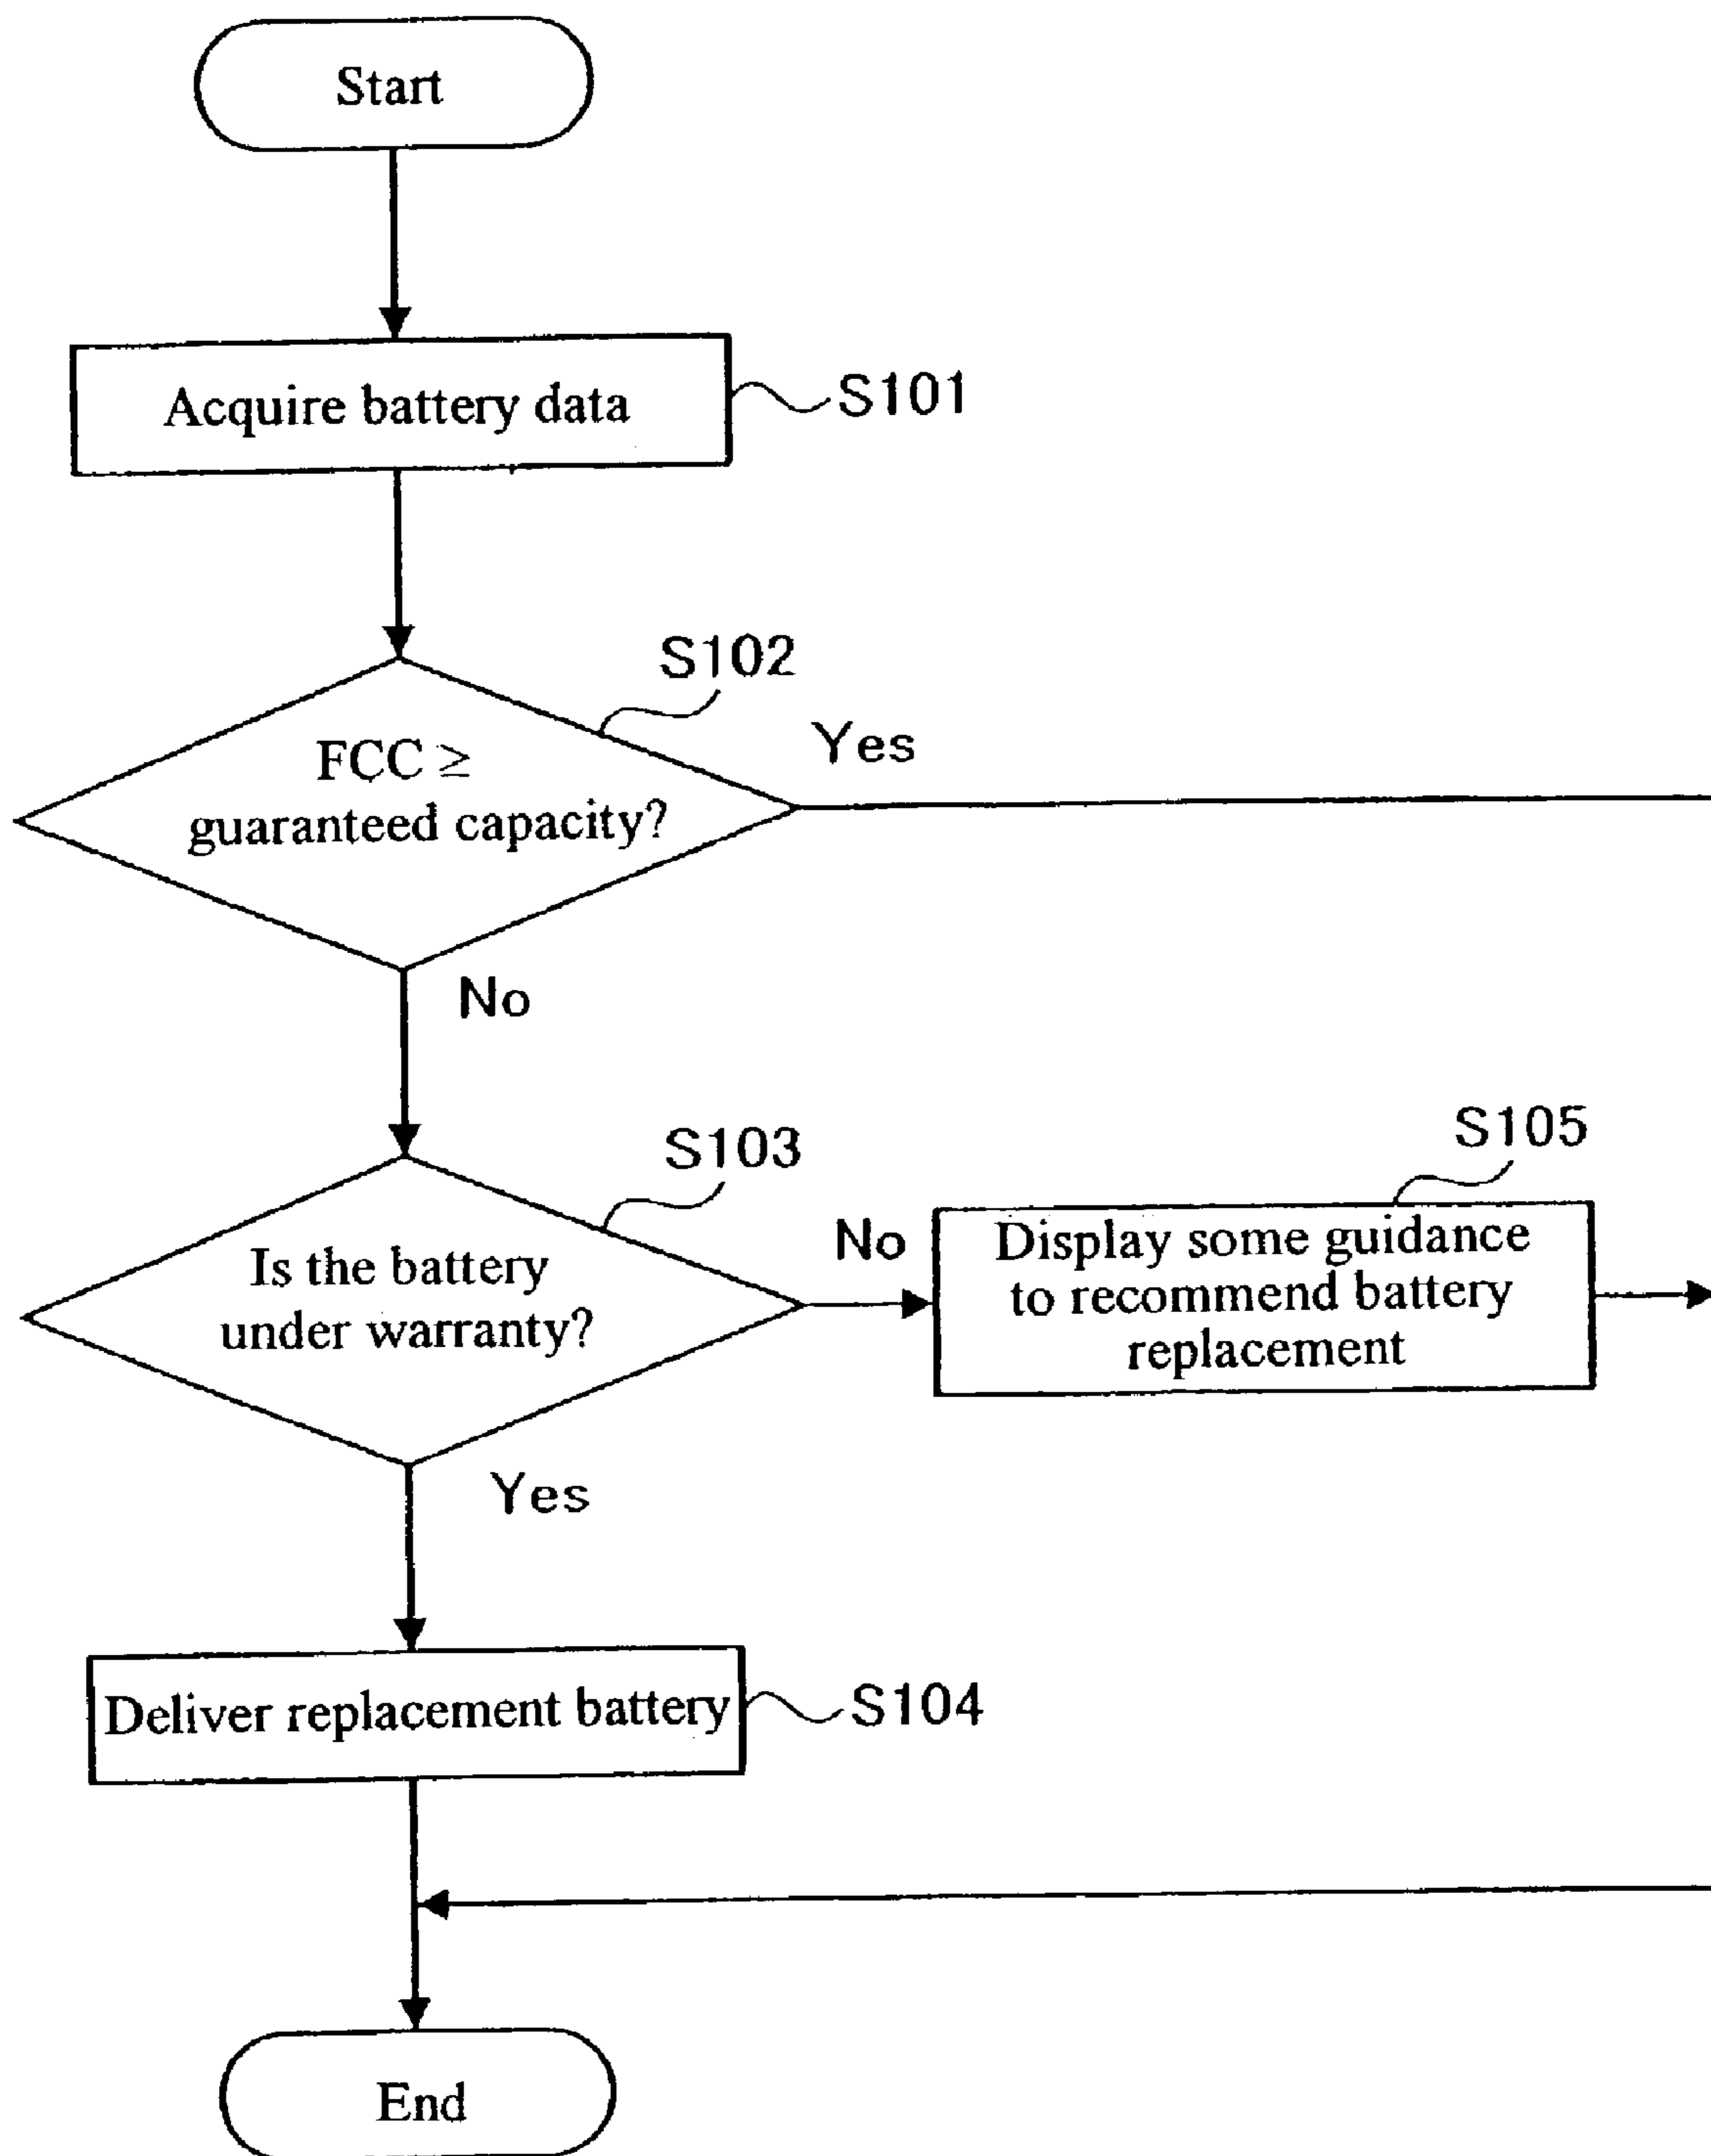 Start
Acquire battery data
S101
S102
FCC ≥
guaranteed capacity?
Yes
No
S103
Is the battery
under warranty?
No
S105
Display some guidance
to recommend battery
replacement
Yes
Deliver replacement battery
S104
End